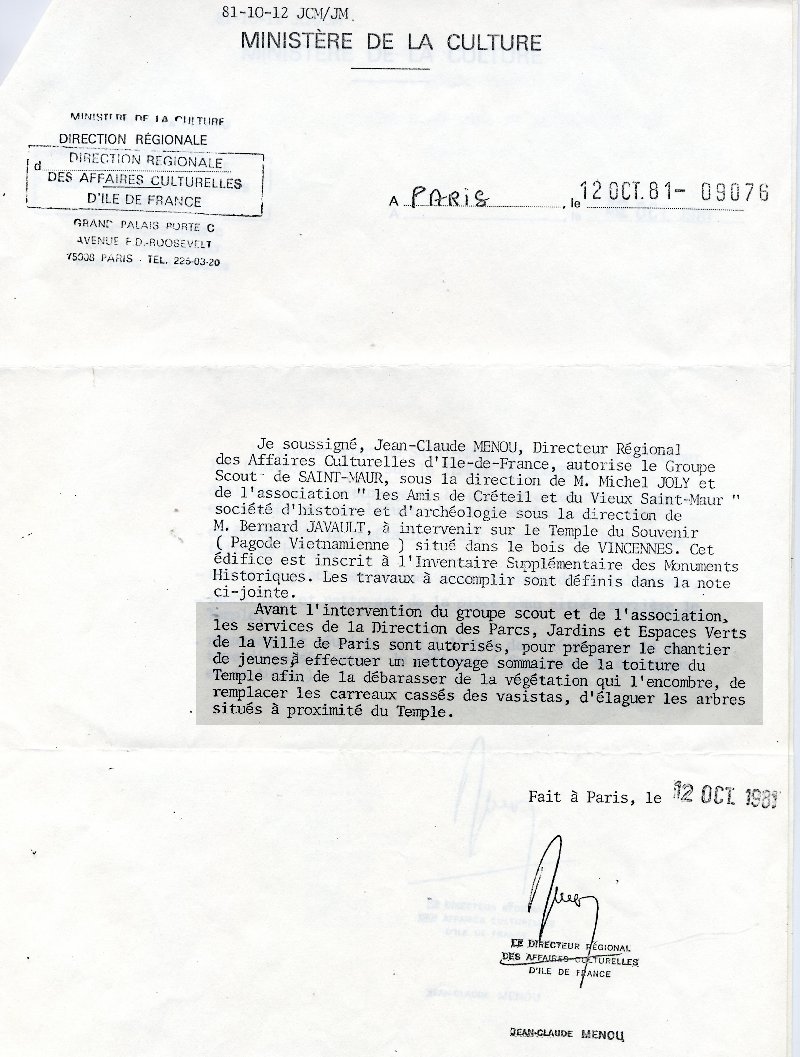 81-10-12 JCM/JM.
MINISTÈRE DE LA CULTURE
MINISTÈRE DE LA CULTURE
DIRECTION RÉGIONALE
d DIRECTION REGIONALE
DES AFFAIRES CULTURELLES
D'ILE DE FRANCE
GRAND PALAIS PORTE C
AVENUE F.D.-ROOSEVELT
75008 PARIS - TEL. 225-03-20
A PARIS , le 12 OCT. 81 - 09076
Je soussigné, Jean-Claude MENOU, Directeur Régional
des Affaires Culturelles d'Ile-de-France, autorise le Groupe
Scout de SAINT-MAUR, sous la direction de M. Michel JOLY et
de l'association " les Amis de Créteil et du Vieux Saint-Maur "
société d'histoire et d'archéologie sous la direction de
M. Bernard JAVAULT, à intervenir sur le Temple du Souvenir
( Pagode Vietnamienne ) situé dans le bois de VINCENNES. Cet
édifice est inscrit à l'Inventaire Supplémentaire des Monuments
Historiques. Les travaux à accomplir sont définis dans la note
ci-jointe.
Avant l'intervention du groupe scout et de l'association,
les services de la Direction des Parcs, Jardins et Espaces Verts
de la Ville de Paris sont autorisés, pour préparer le chantier
de jeunes, à effectuer un nettoyage sommaire de la toiture du
Temple afin de la débarasser de la végétation qui l'encombre, de
remplacer les carreaux cassés des vasistas, d'élaguer les arbres
situés à proximité du Temple.
Fait à Paris, le 12 OCT. 1981
LE DIRECTEUR RÉGIONAL
DES AFFAIRES CULTURELLES
D'ILE DE FRANCE
JEAN-CLAUDE MENOU